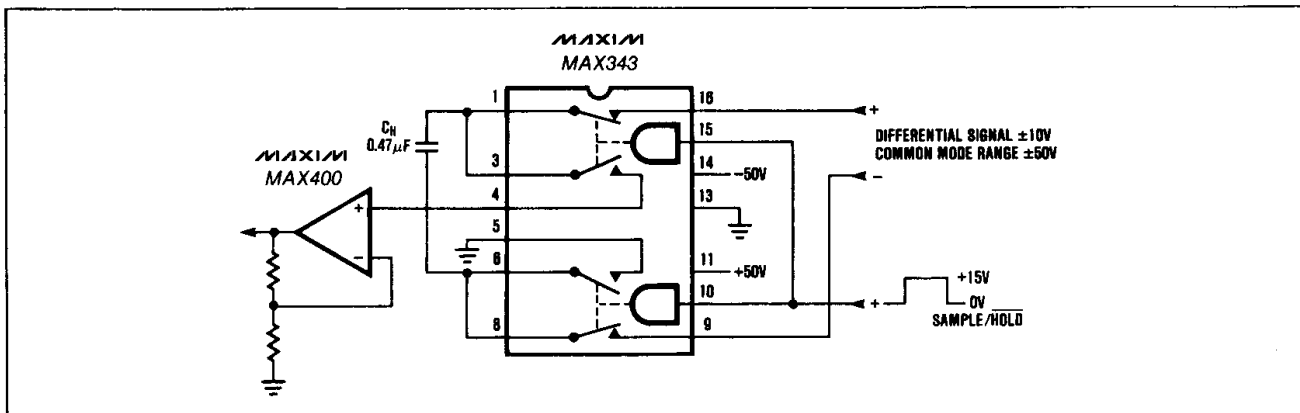 MAXIM
MAX343
1
16
15
14
-50V
13
11
+50V
10
9
3
4
5
6
8
C_H
0.47µF
MAXIM
MAX400
+
−
+
DIFFERENTIAL SIGNAL ±10V
COMMON MODE RANGE ±50V
−
+
+15V
0V
SAMPLE/H̅O̅L̅D̅